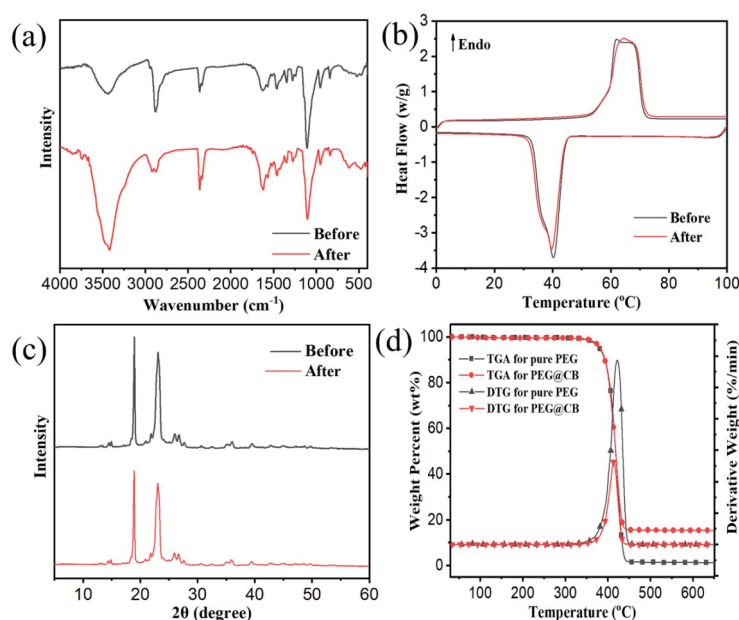 (a)
Intensity
Before
After
4000 3500 3000 2500 2000 1500 1000 500
Wavenumber (cm⁻¹)
(b)
Endo
Heat Flow (w/g)
3
2
1
0
-1
-2
-3
-4
Before
After
0 20 40 60 80 100
Temperature (ºC)
(c)
Intensity
Before
After
10 20 30 40 50 60
2θ (degree)
(d)
Weight Percent (wt%)
100
80
60
40
20
0
TGA for pure PEG
TGA for PEG@CB
DTG for pure PEG
DTG for PEG@CB
Derivative Weight (%/min)
100 200 300 400 500 600
Temperature (ºC)